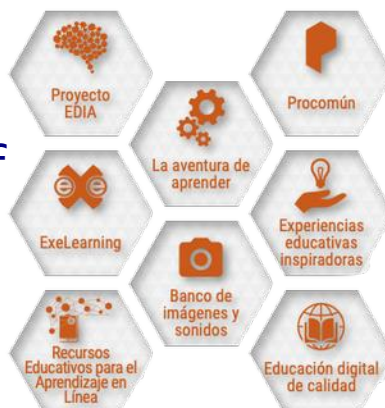 Proyecto
EDIA
Procomún
La aventura de
aprender
ExeLearning
Experiencias
educativas
inspiradoras
Banco de
imágenes y
sonidos
Recursos
Educativos para el
Aprendizaje en
Línea
Educación digital
de calidad